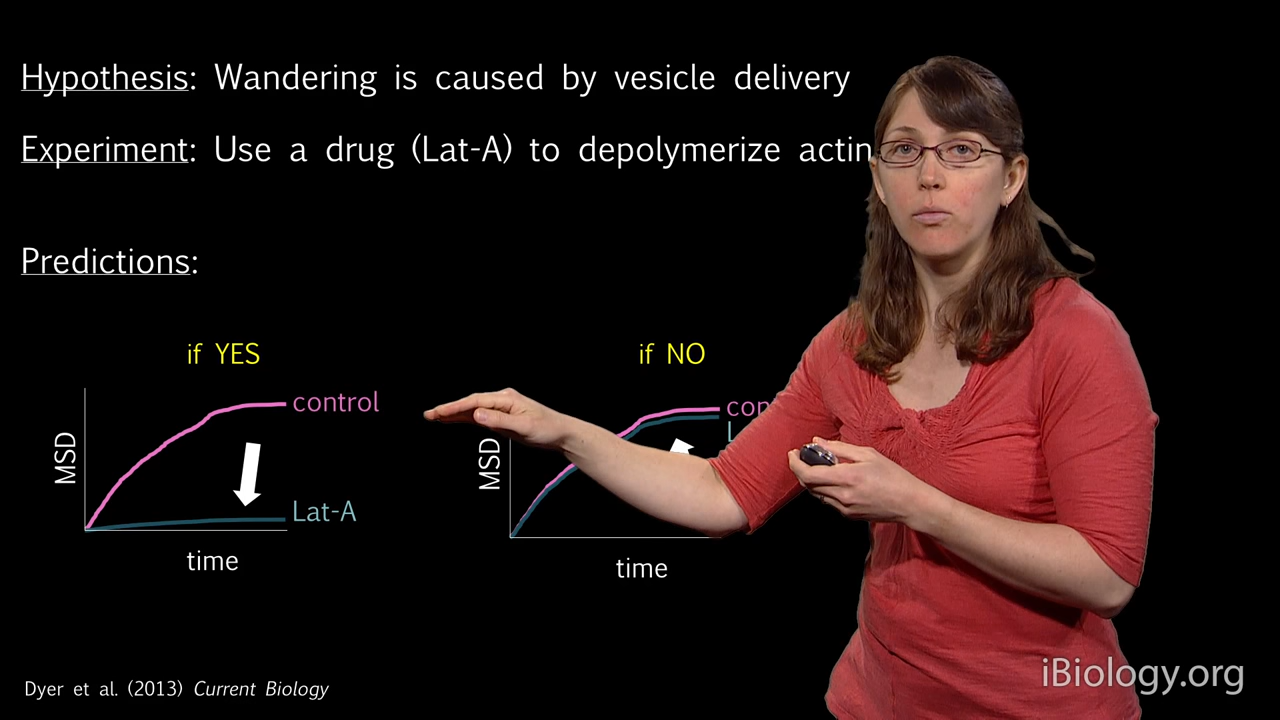 Hypothesis: Wandering is caused by vesicle delivery
Experiment: Use a drug (Lat-A) to depolymerize actin
Predictions:
if YES
if NO
control
MSD
Lat-A
time
MSD
time
Dyer et al. (2013) Current Biology
iBiology.org